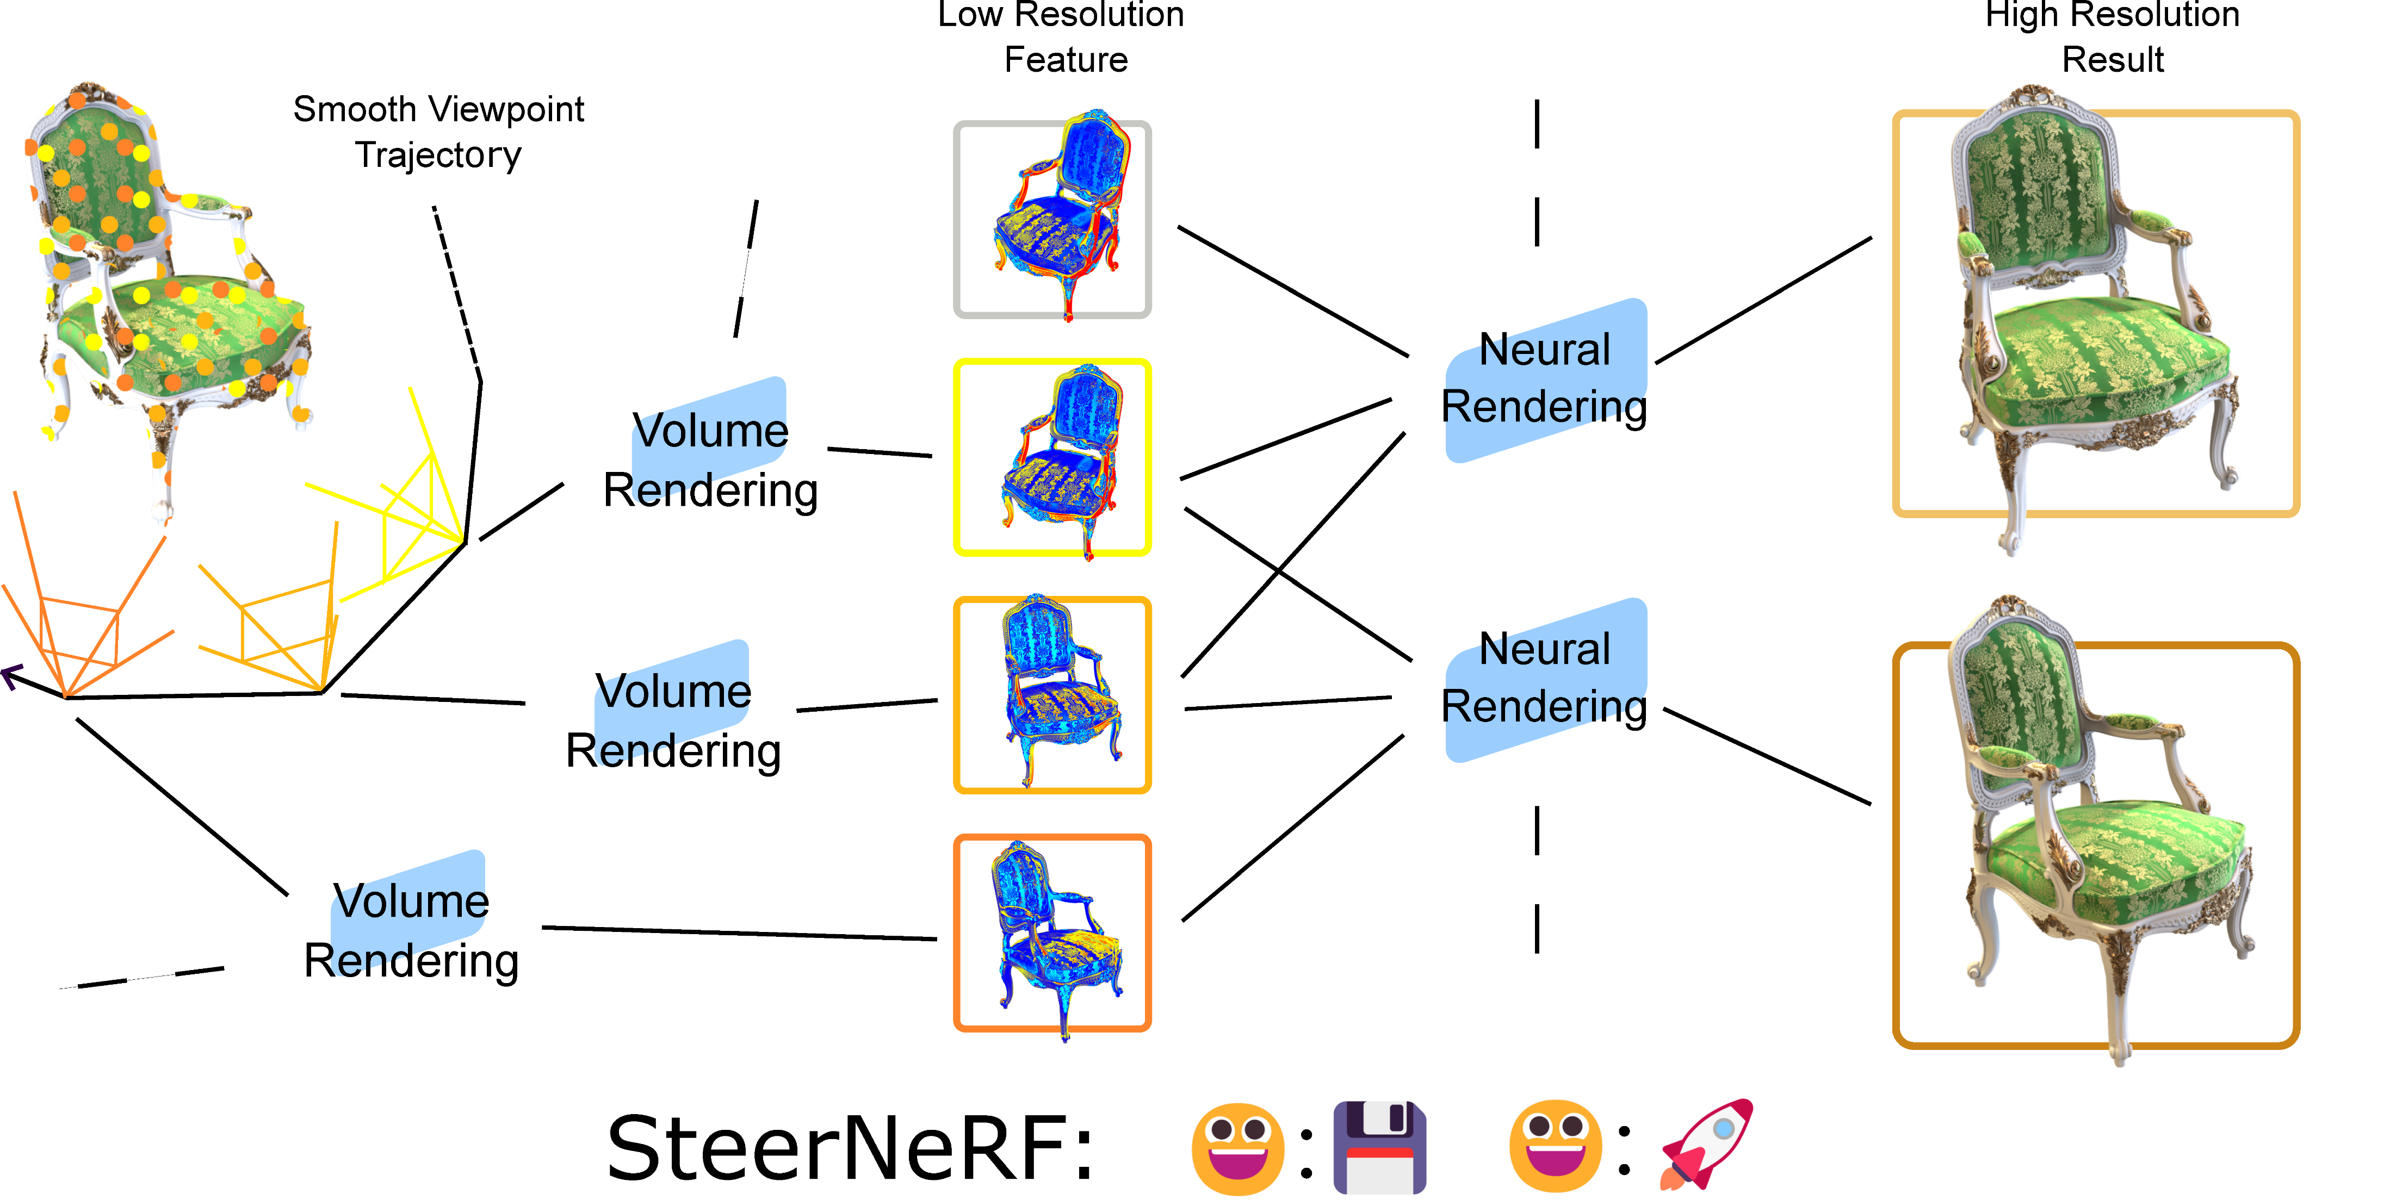 Low Resolution
Feature
High Resolution
Result
Smooth Viewpoint
Trajectory
Volume
Rendering
Neural
Rendering
Volume
Rendering
Neural
Rendering
Volume
Rendering
SteerNeRF: : :